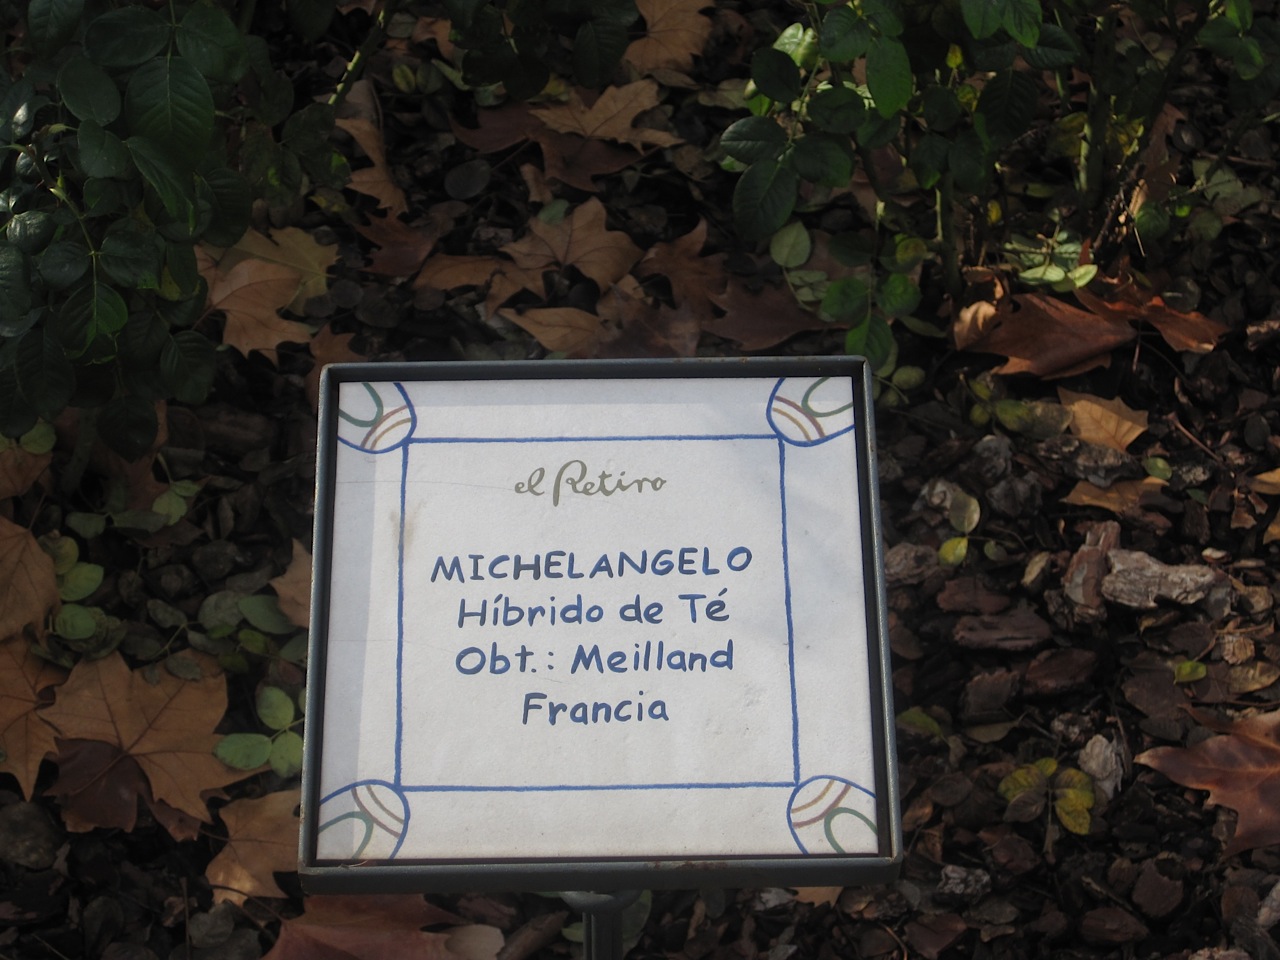 el Retiro
MICHELANGELO
Híbrido de Té
Obt.: Meilland
Francia